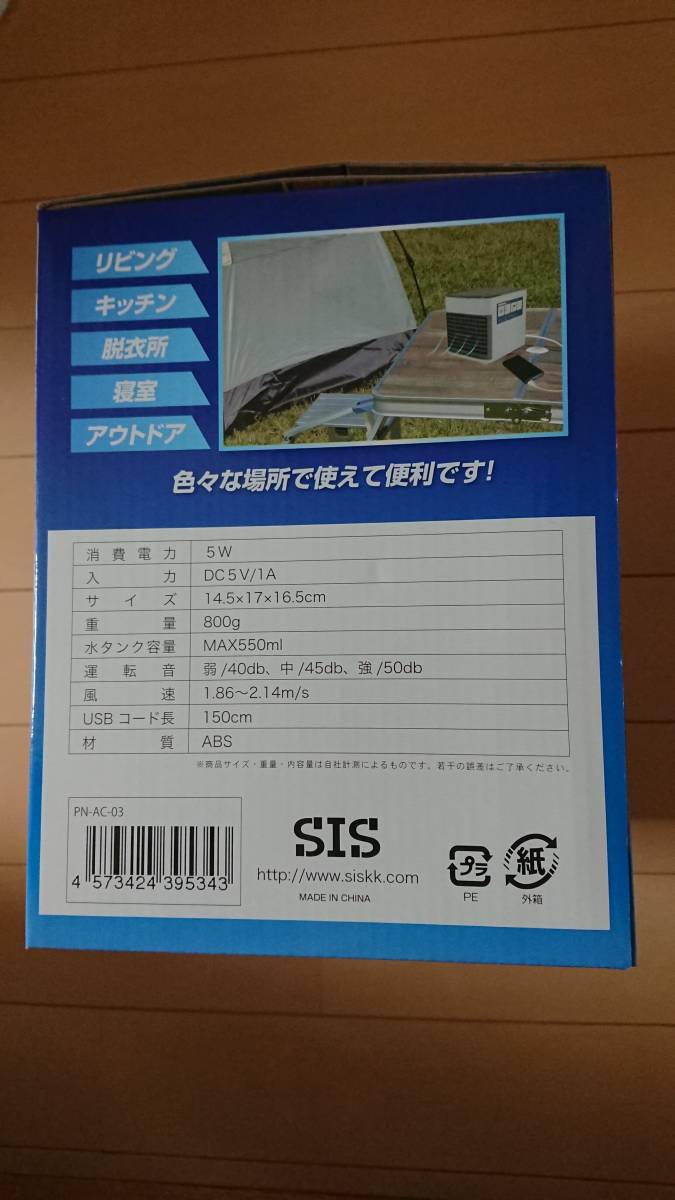 リビング
キッチン
脱衣所
寝室
アウトドア
色々な場所で使えて便利です!
消費電力 5W
入力 DC5V/1A
サイズ 14.5×17×16.5cm
重量 800g
水タンク容量 MAX550ml
運転音 弱/40db、中/45db、強/50db
風速 1.86～2.14m/s
USBコード長 150cm
材質 ABS
※商品サイズ・重量・内容量は自社計測によるものです。若干の誤差はご了承ください。
PN-AC-03
4 573424 395343
SIS
http://www.siskk.com
MADE IN CHINA
プラ
PE
紙
外箱